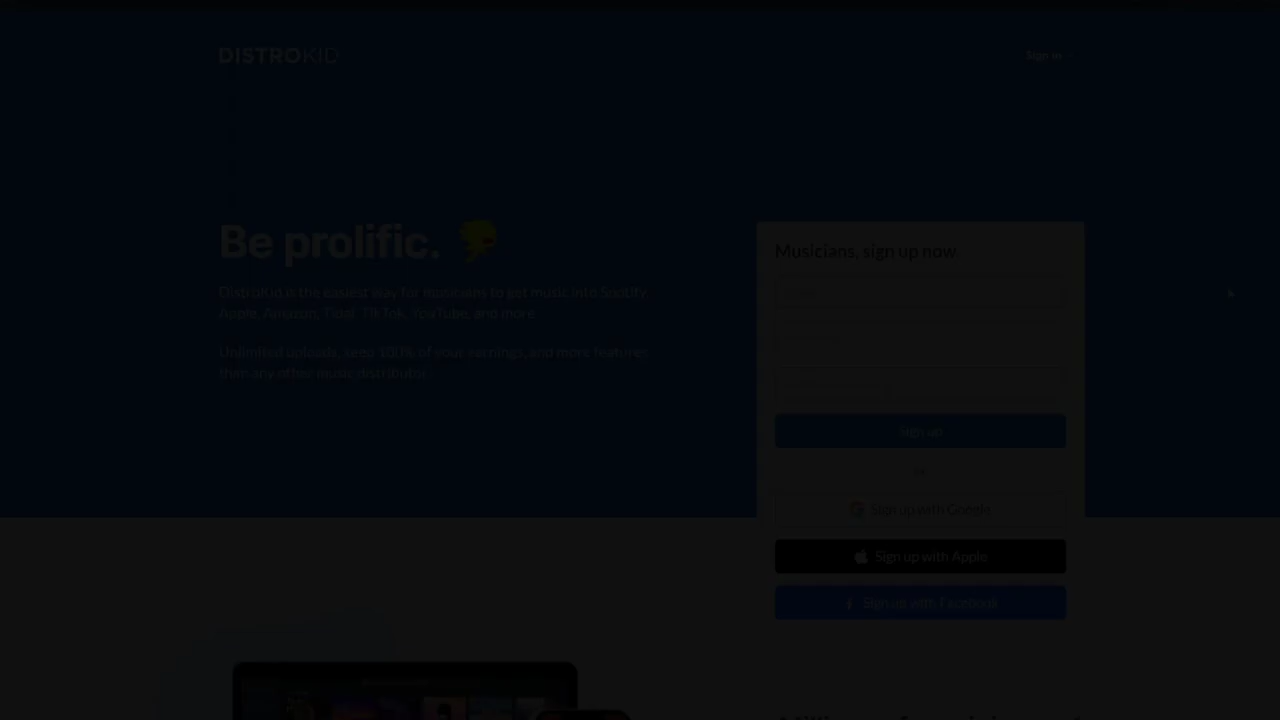 DISTROKID
Sign in
Be prolific.
DistroKid is the easiest way for musicians to get music into Spotify,
Apple, Amazon, Tidal, TikTok, YouTube, and more.
Unlimited uploads, keep 100% of your earnings, and more features
than any other music distributor.
Musicians, sign up now.
Sign up
or
Sign up with Google
Sign up with Apple
Sign up with Facebook